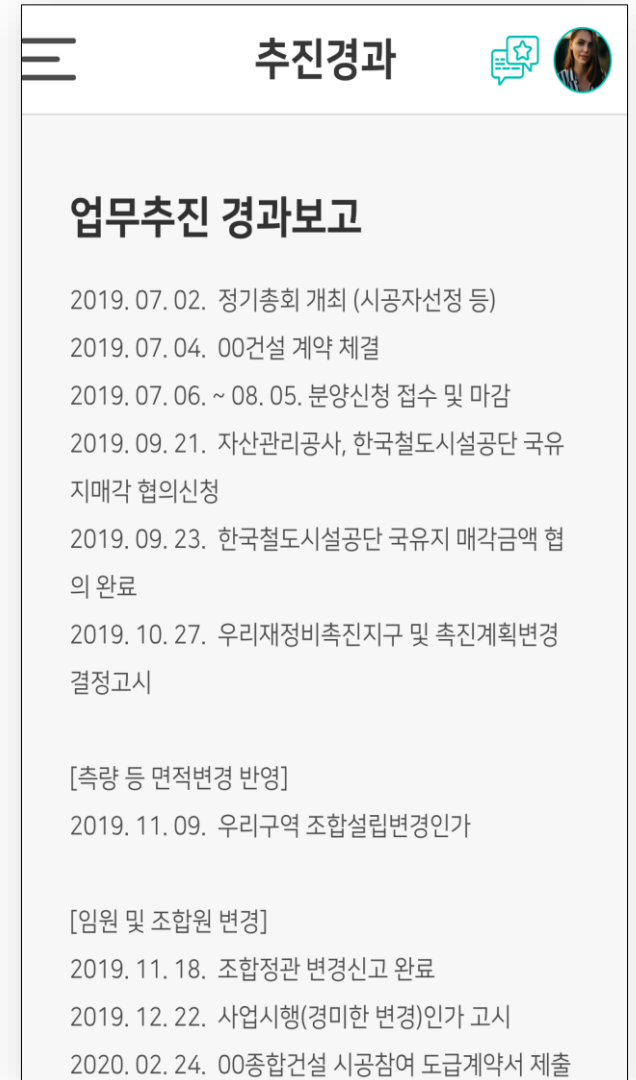 추진경과
업무추진 경과보고
2019. 07. 02. 정기총회 개최 (시공자선정 등)
2019. 07. 04. 00건설 계약 체결
2019. 07. 06. ~ 08. 05. 분양신청 접수 및 마감
2019. 09. 21. 자산관리공사, 한국철도시설공단 국유
지매각 협의신청
2019. 09. 23. 한국철도시설공단 국유지 매각금액 협
의 완료
2019. 10. 27. 우리재정비촉진지구 및 촉진계획변경
결정고시
[측량 등 면적변경 반영]
2019. 11. 09. 우리구역 조합설립변경인가
[임원 및 조합원 변경]
2019. 11. 18. 조합정관 변경신고 완료
2019. 12. 22. 사업시행(경미한 변경)인가 고시
2020. 02. 24. 00종합건설 시공참여 도급계약서 제출